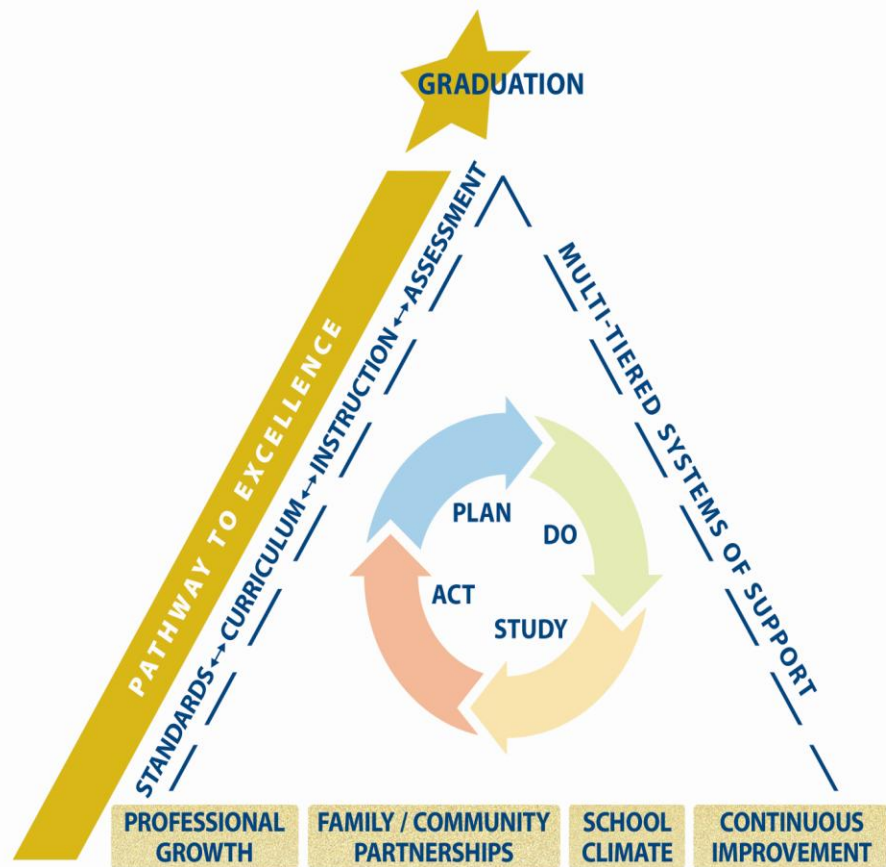 GRADUATION
PATHWAY TO EXCELLENCE
STANDARDS↔CURRICULUM↔INSTRUCTION↔ASSESSMENT
MULTI-TIERED SYSTEMS OF SUPPORT
PLAN
DO
STUDY
ACT
PROFESSIONAL
GROWTH
FAMILY / COMMUNITY
PARTNERSHIPS
SCHOOL
CLIMATE
CONTINUOUS
IMPROVEMENT